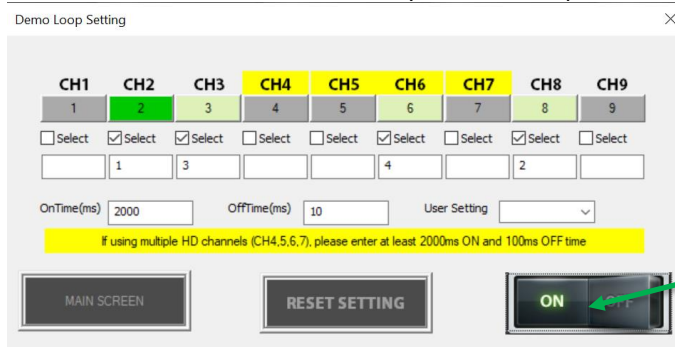 Demo Loop Setting
CH1 CH2 CH3 CH4 CH5 CH6 CH7 CH8 CH9
1 2 3 4 5 6 7 8 9
Select Select Select Select Select Select Select Select Select
1 3 4 2
OnTime(ms) 2000 OffTime(ms) 10 User Setting
If using multiple HD channels (CH4,5,6,7), please enter at least 2000ms ON and 100ms OFF time
MAIN SCREEN RESET SETTING ON OFF